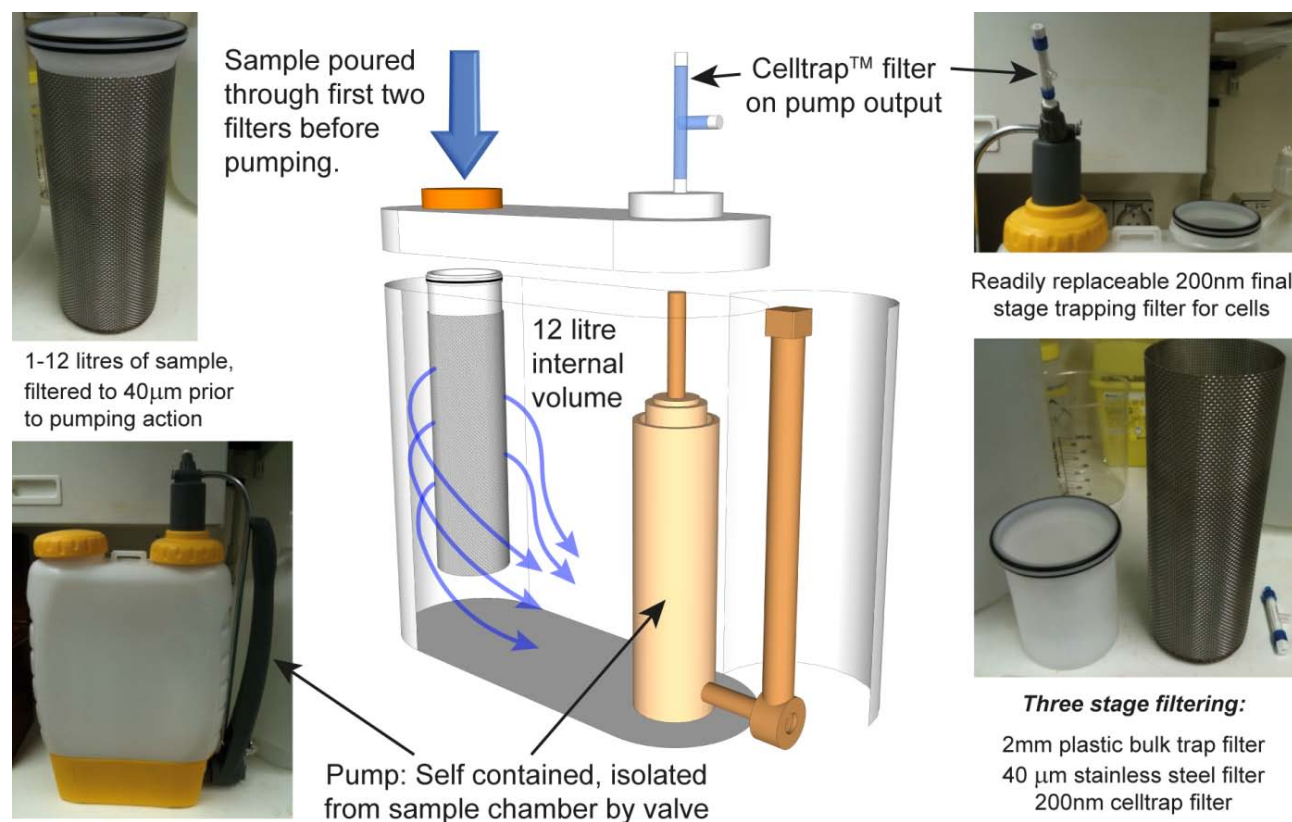 Sample poured
through first two
filters before
pumping.
Celltrap™ filter
on pump output
1-12 litres of sample,
filtered to 40μm prior
to pumping action
12 litre
internal
volume
Readily replaceable 200nm final
stage trapping filter for cells
Pump: Self contained, isolated
from sample chamber by valve
Three stage filtering:
2mm plastic bulk trap filter
40 μm stainless steel filter
200nm celltrap filter